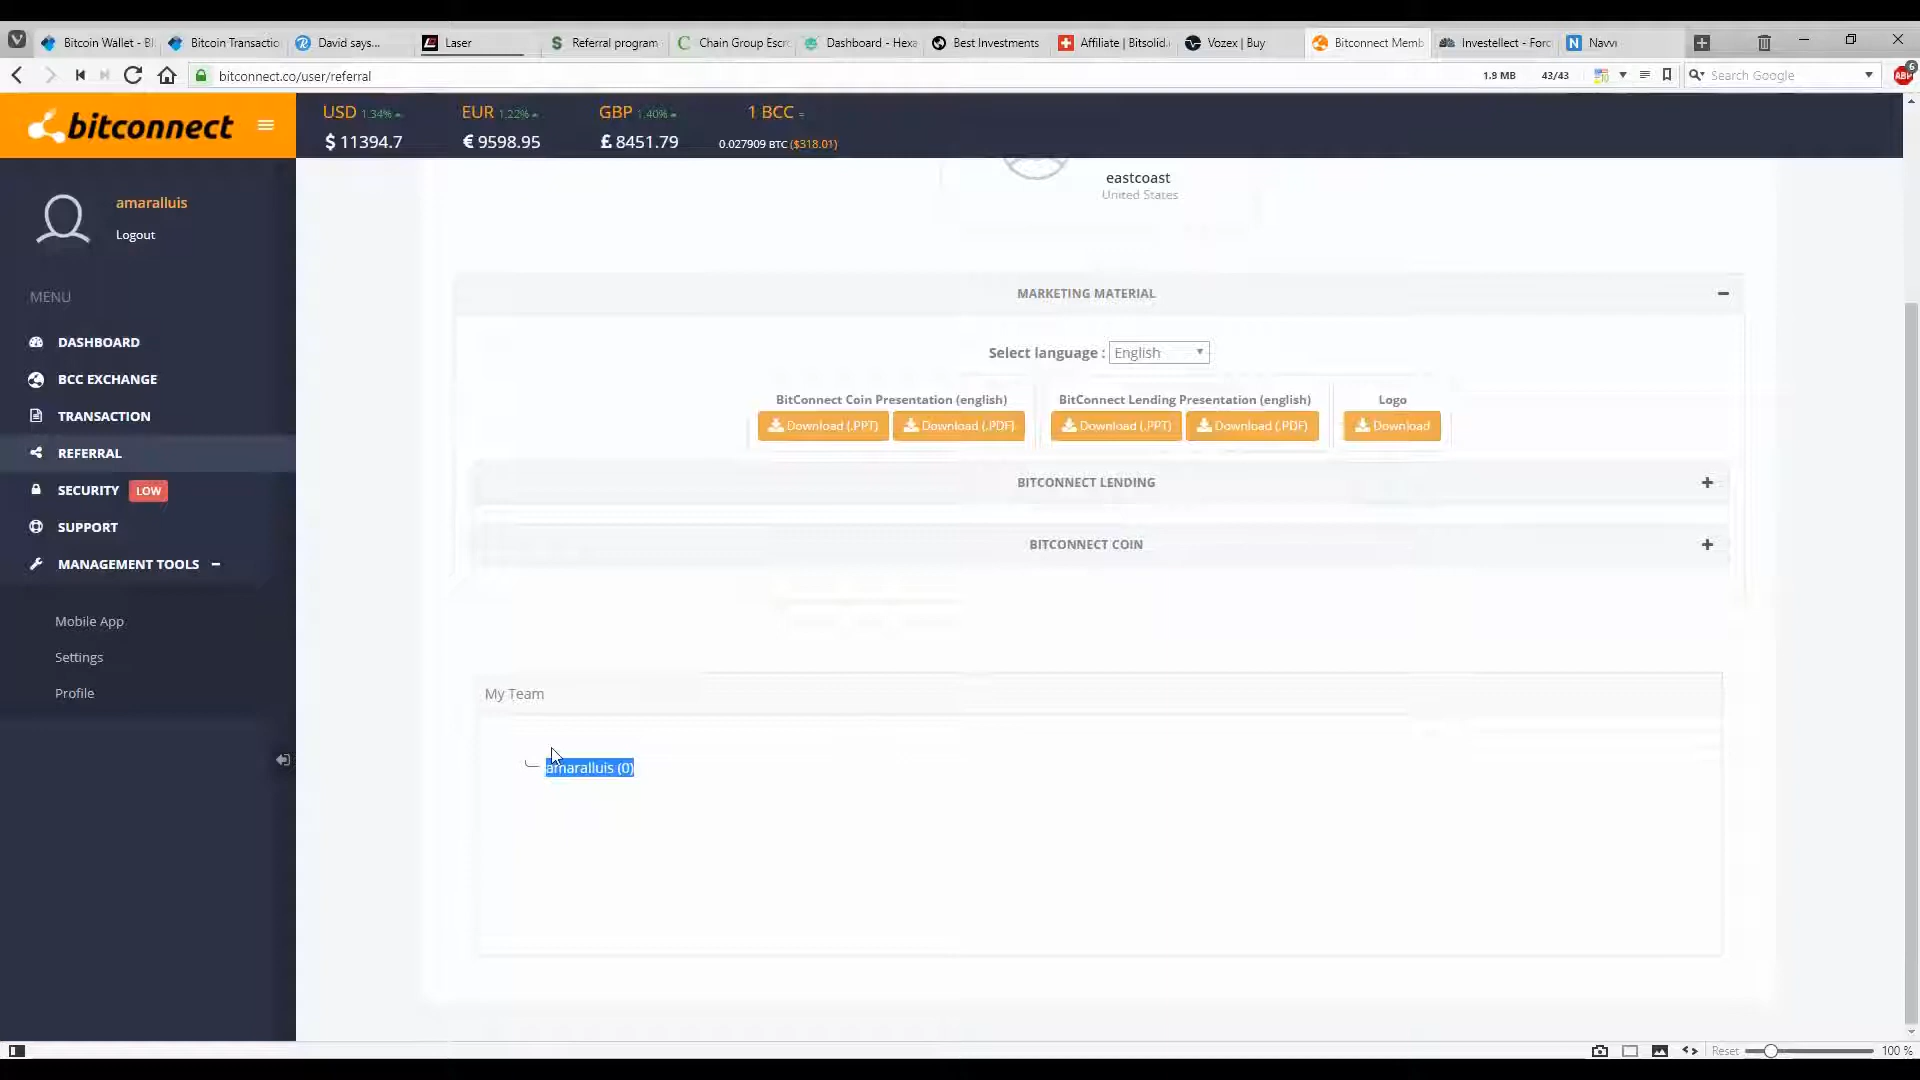 Bitcoin Wallet - Bl
Bitcoin Transactio
David says...
Laser
Referral program
Chain Group Escro
Dashboard - Hexa
Best Investments
Affiliate | Bitsolid.
Vozex | Buy
Bitconnect Memb
Investellect - Forc
Navvi
bitconnect.co/user/referral
1.9 MB
43/43
Search Google
ABP
6
bitconnect
USD 1.34%
$ 11394.7
EUR 1.22%
€ 9598.95
GBP 1.40%
£ 8451.79
1 BCC =
0.027909 BTC ($318.01)
amaralluis
Logout
MENU
DASHBOARD
BCC EXCHANGE
TRANSACTION
REFERRAL
SECURITY LOW
SUPPORT
MANAGEMENT TOOLS
Mobile App
Settings
Profile
eastcoast
United States
MARKETING MATERIAL
Select language : English
BitConnect Coin Presentation (english)
Download (.PPT)
Download (.PDF)
BitConnect Lending Presentation (english)
Download (.PPT)
Download (.PDF)
Logo
Download
BITCONNECT LENDING
BITCONNECT COIN
My Team
amaralluis (0)
Reset
100 %